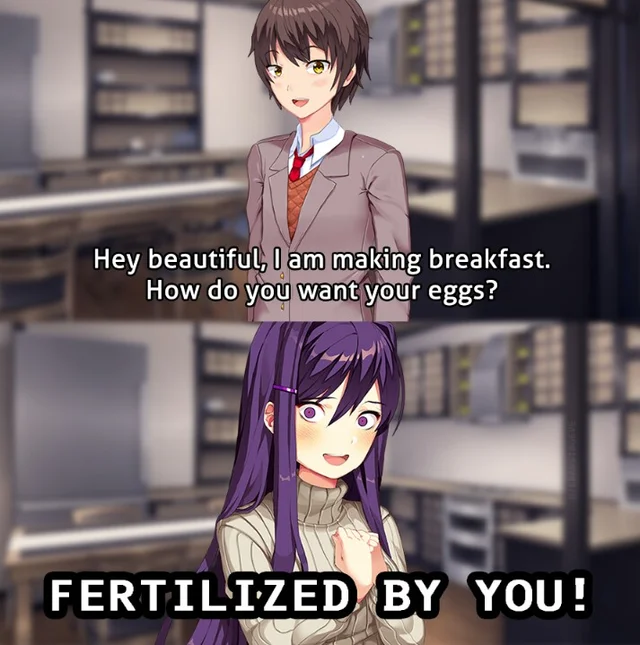 Hey beautiful, I am making breakfast.
How do you want your eggs?
FERTILIZED BY YOU!